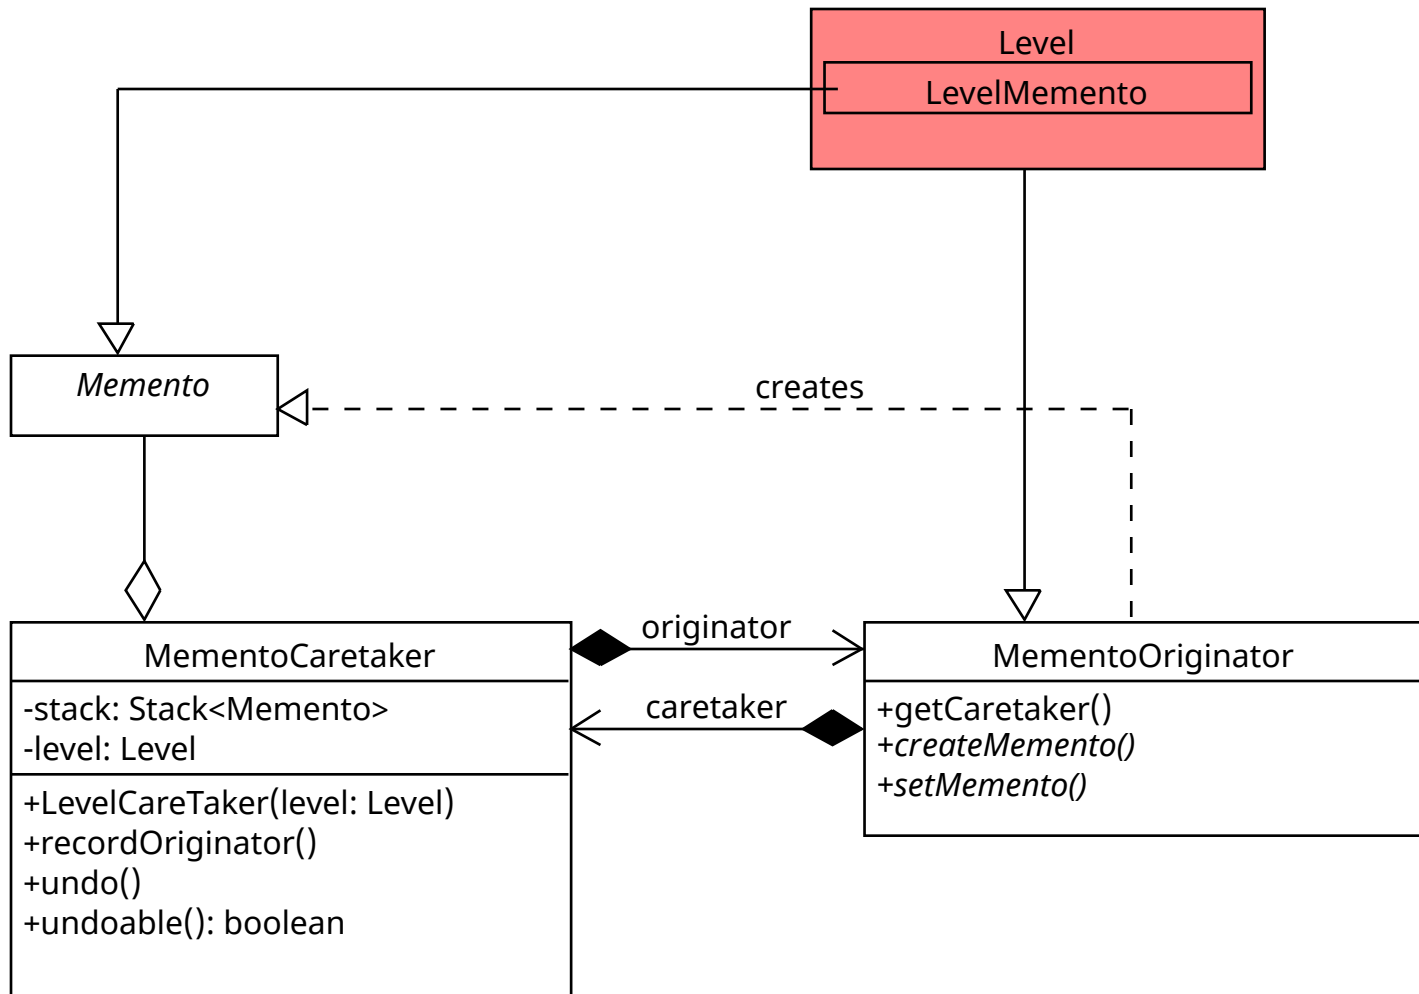 Level
LevelMemento
Memento
creates
originator
caretaker
MementoCaretaker
-stack: Stack<Memento>
-level: Level
+LevelCareTaker(level: Level)
+recordOriginator()
+undo()
+undoable(): boolean
MementoOriginator
+getCaretaker()
+createMemento()
+setMemento()